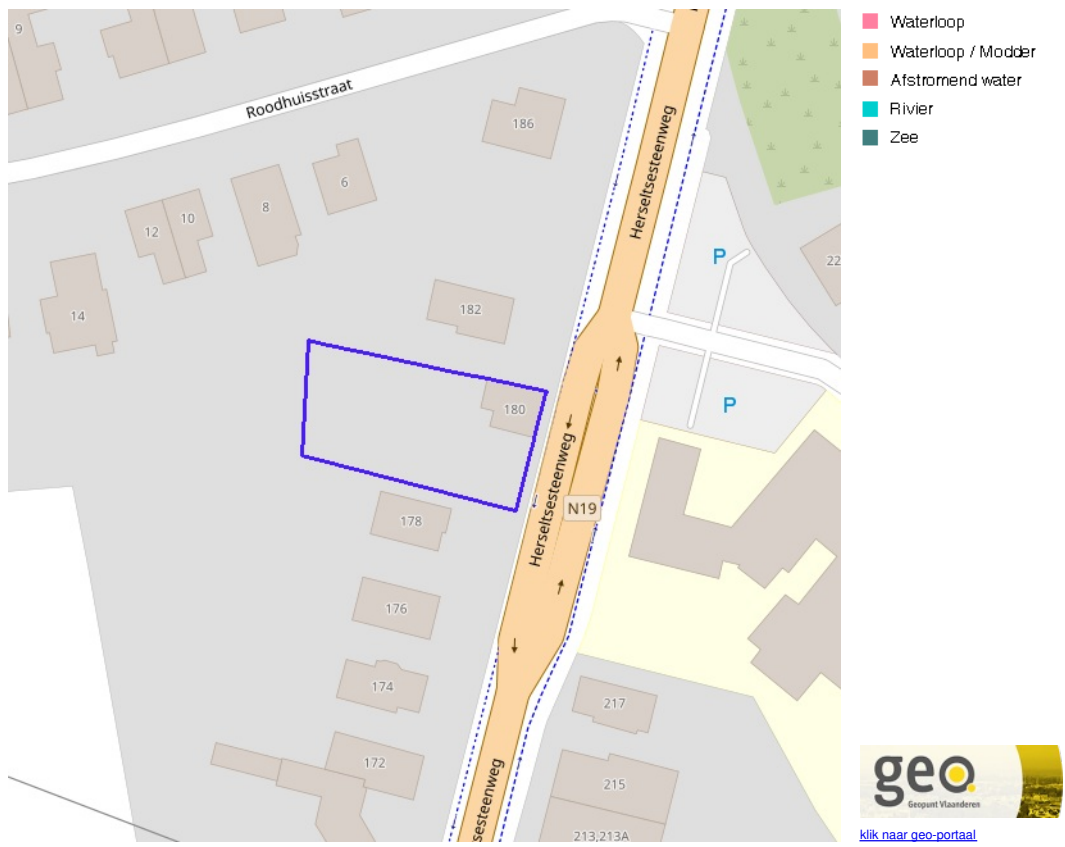 9
Roodhuisstraat
186
Herseltsesteenweg
6
8
10
12
14
182
P
22
180
P
Herseltsesteenweg
N19
178
176
174
172
217
215
213,213A
sesteenweg
Waterloop
Waterloop / Modder
Afstromend water
Rivier
Zee
geo
Geopunt Vlaanderen
klik naar geo-portaal